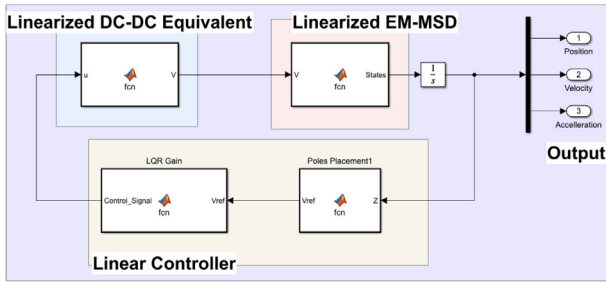 Linearized DC-DC Equivalent
Linearized EM-MSD
u
V
fcn
V
States
fcn
1
s
1
Position
2
Velocity
3
Accelleration
Output
LQR Gain
Poles Placement1
Control_Signal
Vref
fcn
Vref
Z
fcn
Linear Controller